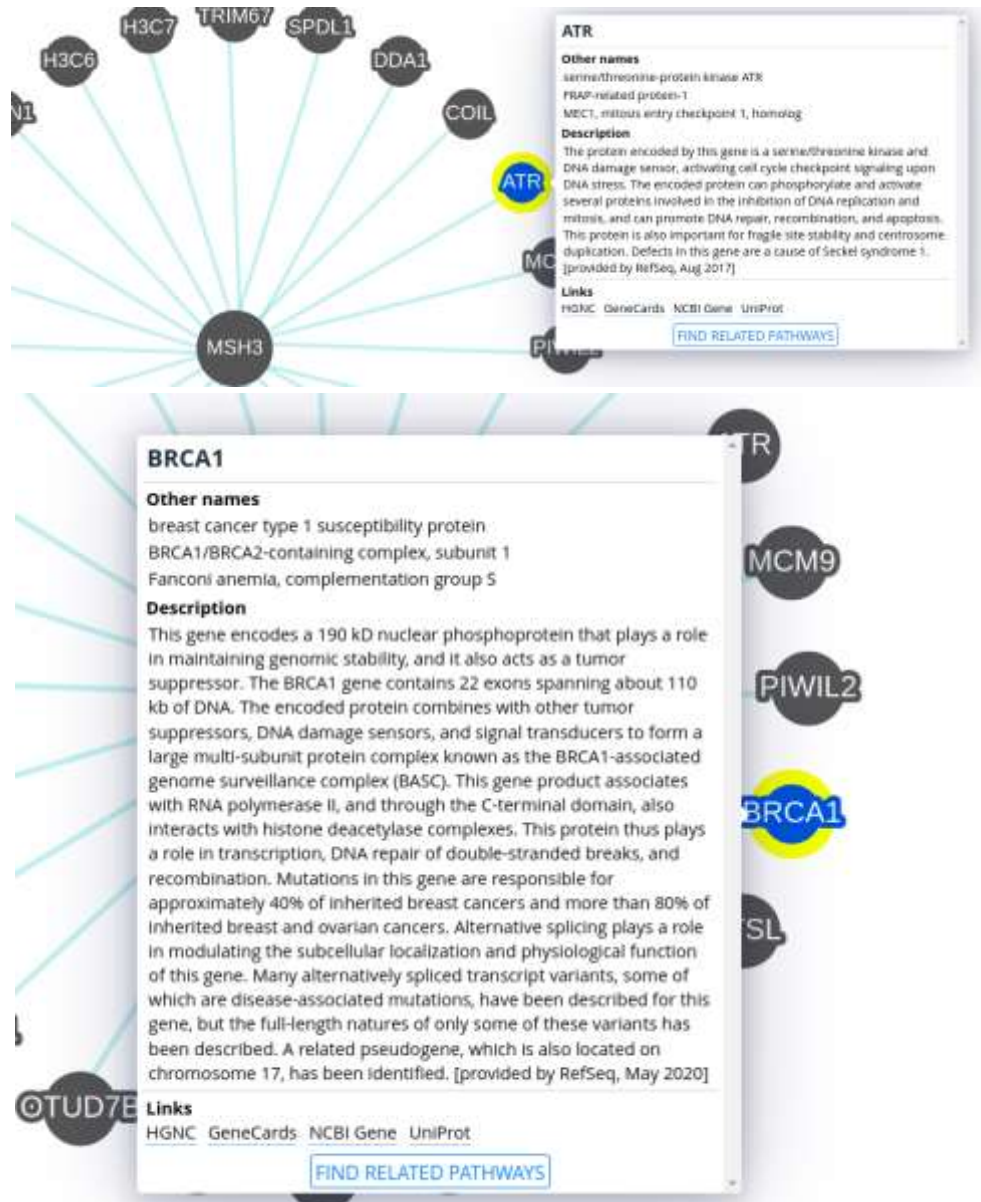 TRIM67
H3C7
SPDL1
H3C6
DDA1
N1
COIL
ATR
MC
MSH3
ATR
Other names
serine/threonine-protein kinase ATR
FRAP-related protein-1
MEC1, mitosis entry checkpoint 1, homolog
Description
The protein encoded by this gene is a serine/threonine kinase and
DNA damage sensor, activating cell cycle checkpoint signaling upon
DNA stress. The encoded protein can phosphorylate and activate
several proteins involved in the inhibition of DNA replication and
mitosis, and can promote DNA repair, recombination, and apoptosis.
This protein is also important for fragile site stability and centrosome
duplication. Defects in this gene are a cause of Seckel syndrome 1.
[provided by RefSeq, Aug 2017]
Links
HGNC GeneCards NCBI Gene UniProt
FIND RELATED PATHWAYS
BRCA1
Other names
breast cancer type 1 susceptibility protein
BRCA1/BRCA2-containing complex, subunit 1
Fanconi anemia, complementation group S
Description
This gene encodes a 190 kD nuclear phosphoprotein that plays a role
in maintaining genomic stability, and it also acts as a tumor
suppressor. The BRCA1 gene contains 22 exons spanning about 110
kb of DNA. The encoded protein combines with other tumor
suppressors, DNA damage sensors, and signal transducers to form a
large multi-subunit protein complex known as the BRCA1-associated
genome surveillance complex (BASC). This gene product associates
with RNA polymerase II, and through the C-terminal domain, also
interacts with histone deacetylase complexes. This protein thus plays
a role in transcription, DNA repair of double-stranded breaks, and
recombination. Mutations in this gene are responsible for
approximately 40% of inherited breast cancers and more than 80% of
inherited breast and ovarian cancers. Alternative splicing plays a role
in modulating the subcellular localization and physiological function
of this gene. Many alternatively spliced transcript variants, some of
which are disease-associated mutations, have been described for this
gene, but the full-length natures of only some of these variants has
been described. A related pseudogene, which is also located on
chromosome 17, has been identified. [provided by RefSeq, May 2020]
Links
HGNC GeneCards NCBI Gene UniProt
FIND RELATED PATHWAYS
TR
MCM9
PIWIL2
BRCA1
SL
OTUD7B